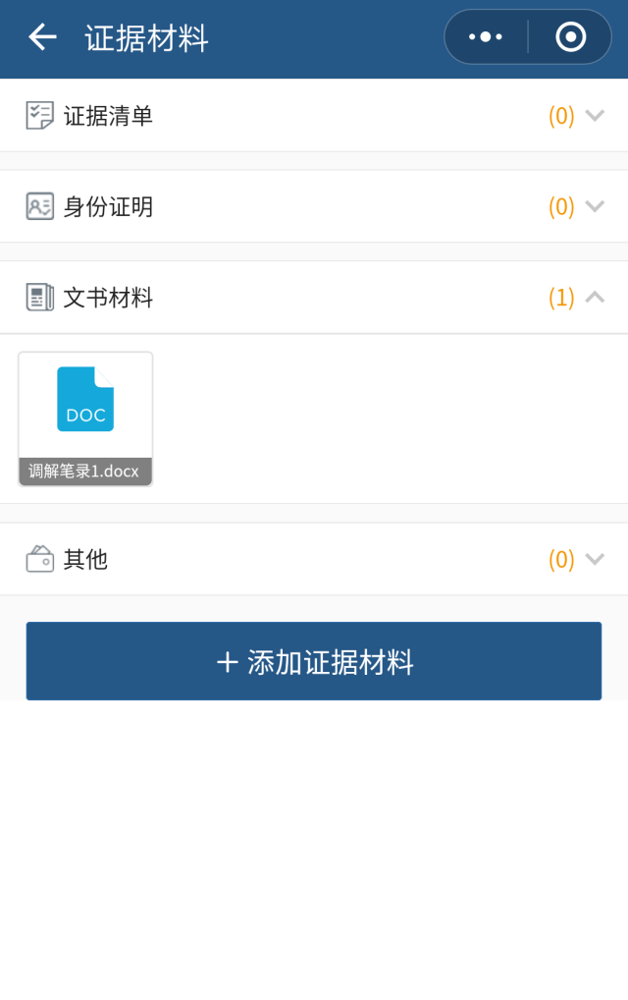 证据材料
证据清单 (0)
身份证明 (0)
文书材料 (1)
DOC
调解笔录1.docx
其他 (0)
+ 添加证据材料